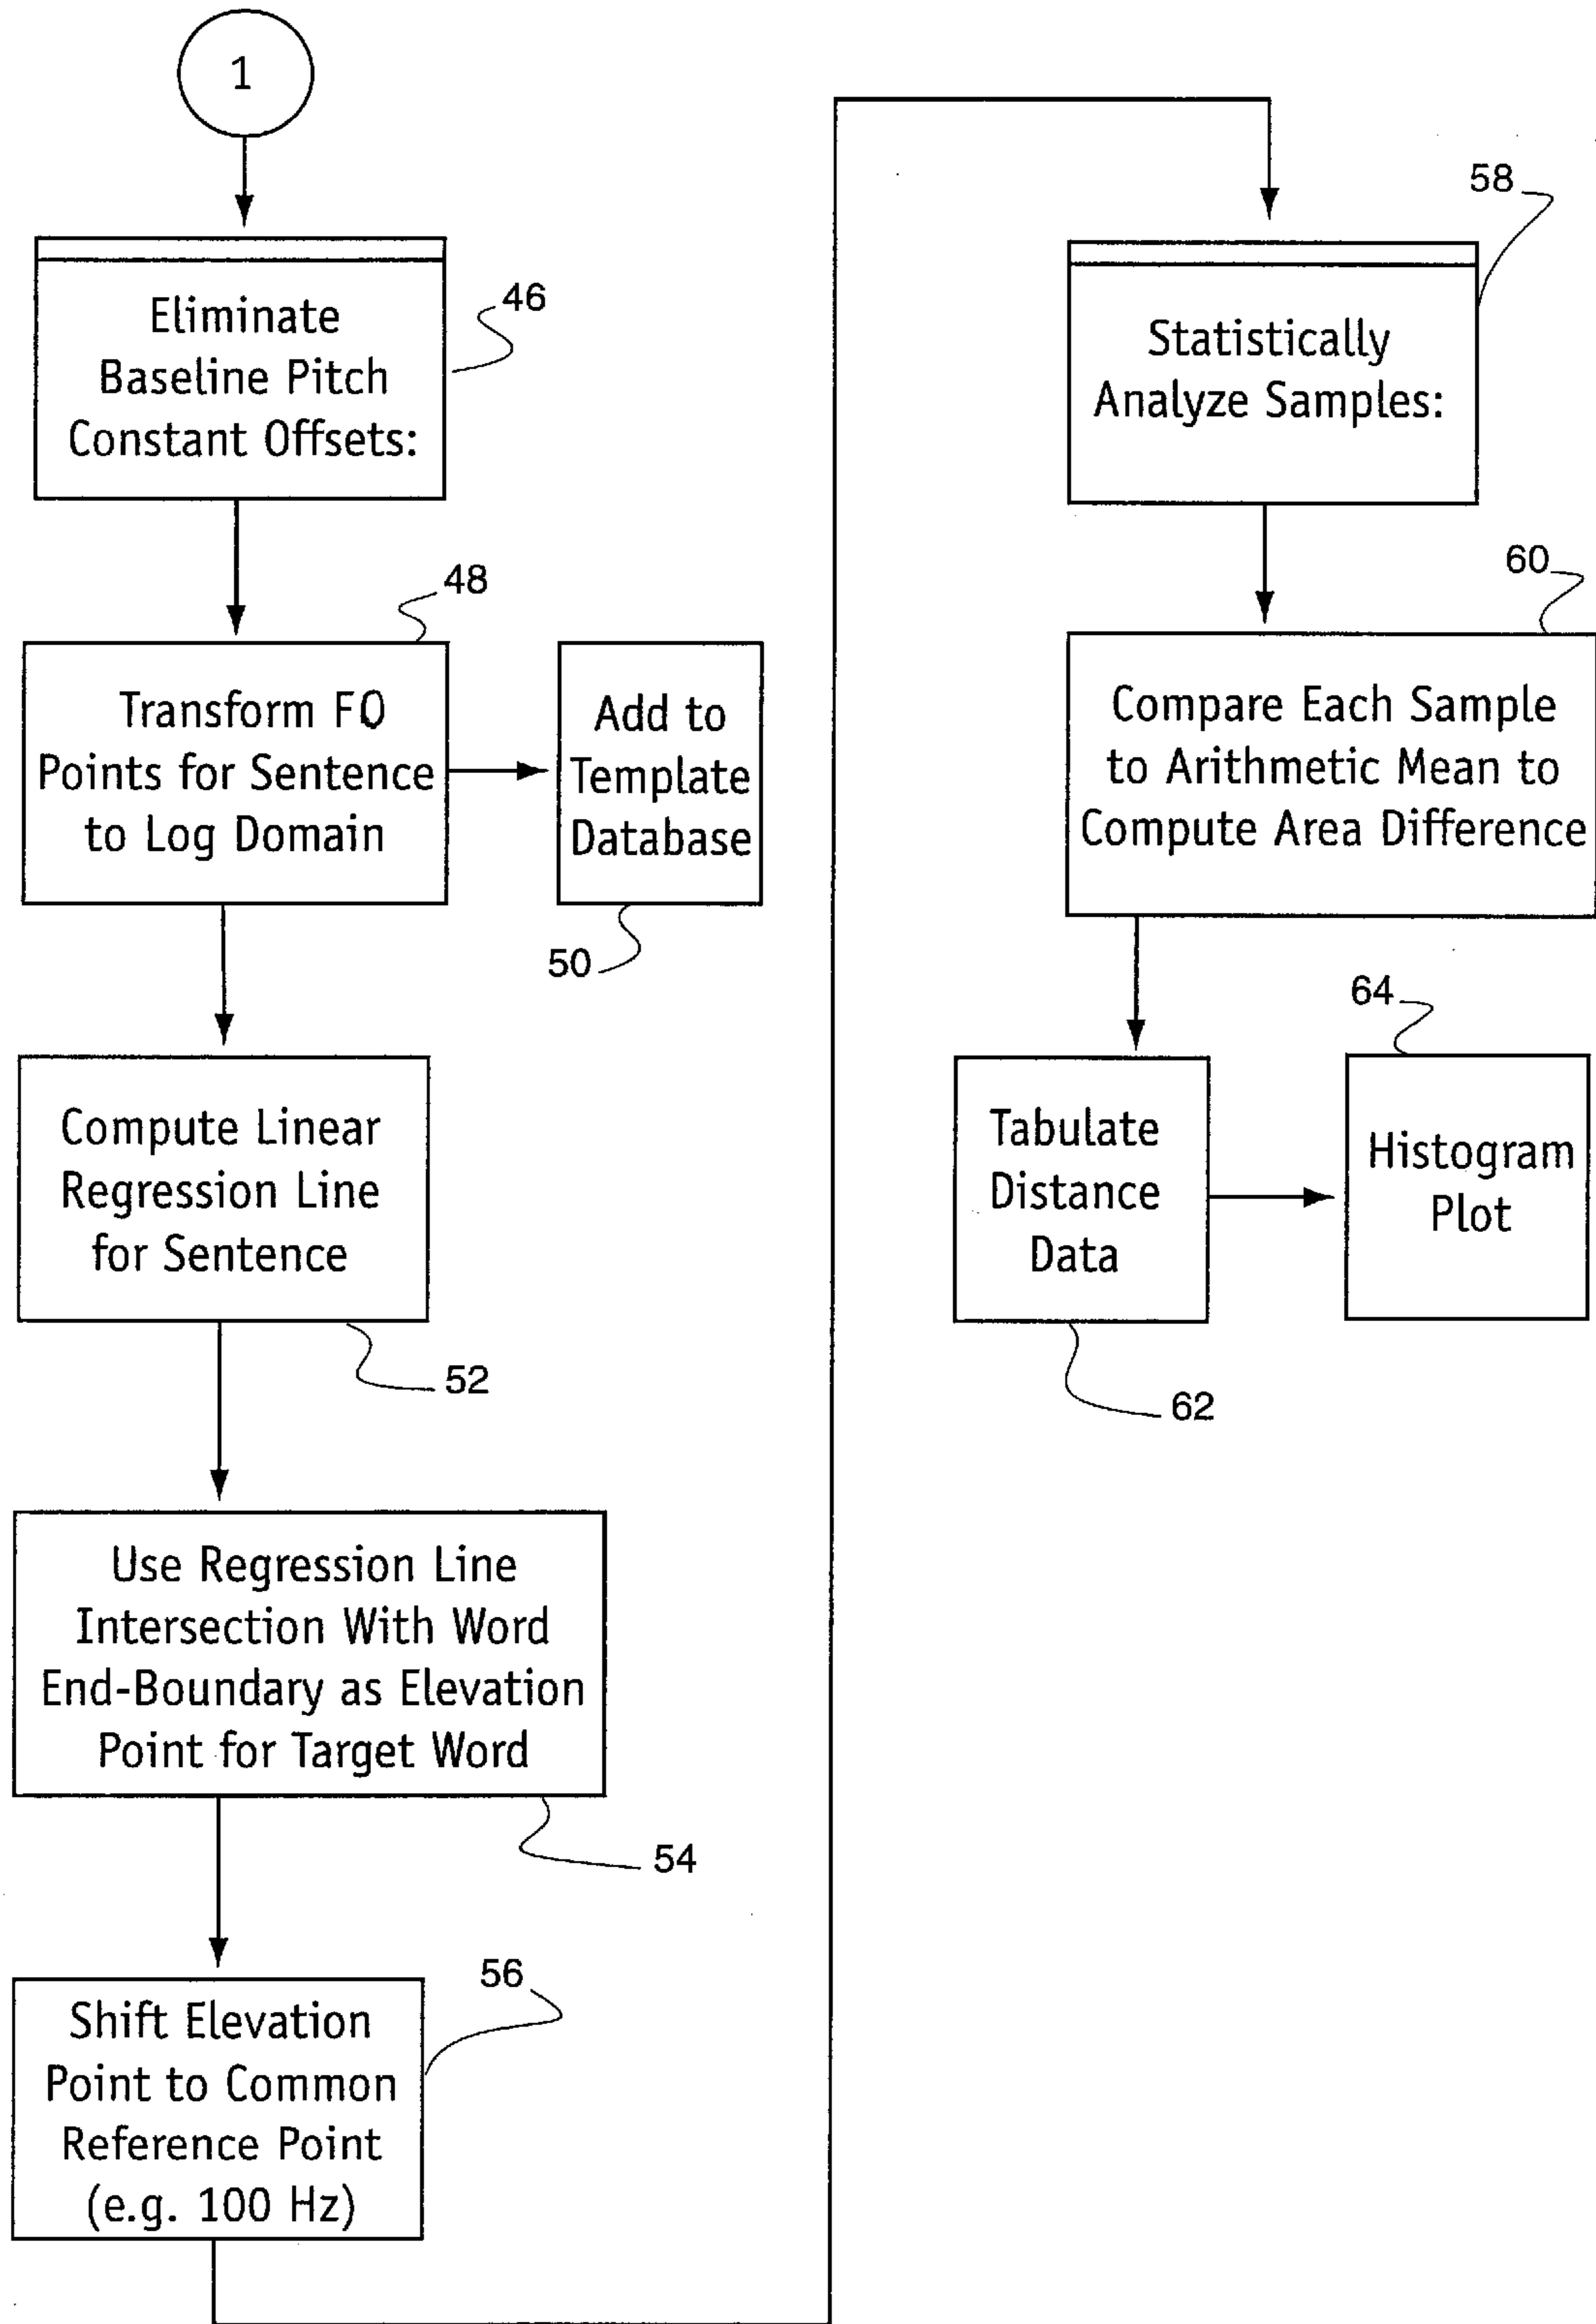 1
Eliminate
Baseline Pitch
Constant Offsets:
46
48
Transform F0
Points for Sentence
to Log Domain
Add to
Template
Database
50
Compute Linear
Regression Line
for Sentence
52
Use Regression Line
Intersection With Word
End-Boundary as Elevation
Point for Target Word
54
56
Shift Elevation
Point to Common
Reference Point
(e.g. 100 Hz)
58
Statistically
Analyze Samples:
60
Compare Each Sample
to Arithmetic Mean to
Compute Area Difference
Tabulate
Distance
Data
62
64
Histogram
Plot